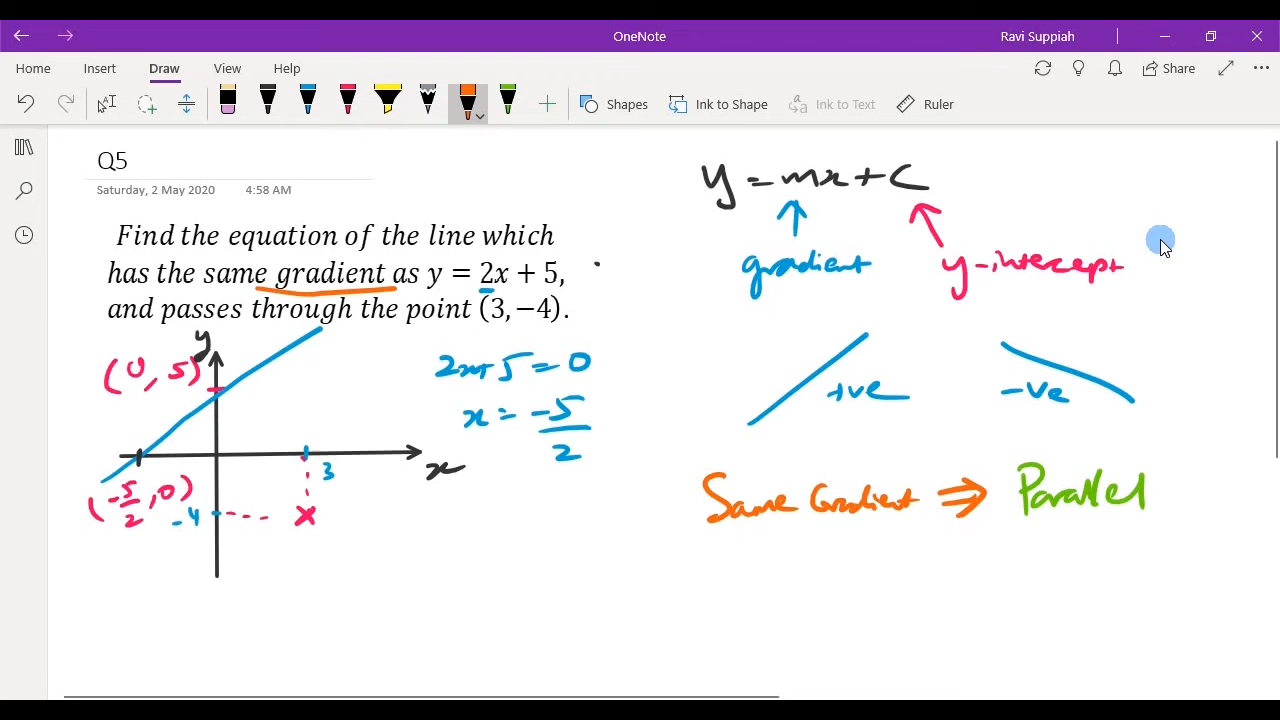 OneNote
Ravi Suppiah
Home Insert Draw View Help
Share
Shapes
Ink to Shape
Ink to Text
Ruler
Q5
Saturday, 2 May 2020 4:58 AM
Find the equation of the line which
has the same gradient as y = 2x + 5,
and passes through the point (3, −4).
y
(0, 5)
x
3
(-5/2, 0)
-4
2x+5=0
x = -5/2
y = mx + c
gradient
y-intercept
+ve
-ve
Same Gradient ⇒ Parallel